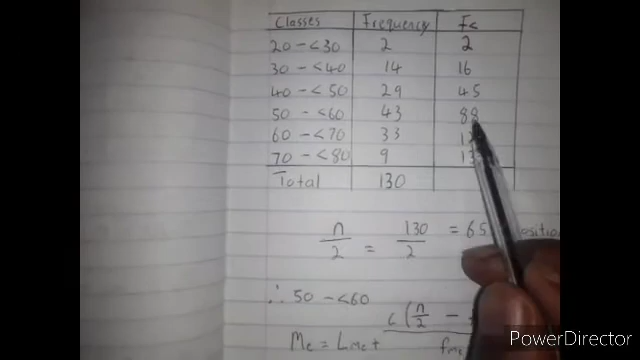 Classes Frequency Fc
20 - <30 2 2
30 - <40 14 16
40 - <50 29 45
50 - <60 43 88
60 - <70 33
70 - <80 9
Total 130
n/2 = 130/2 = 65
∴ 50 - <60
Me = LMe + c(n/2 -
PowerDirector